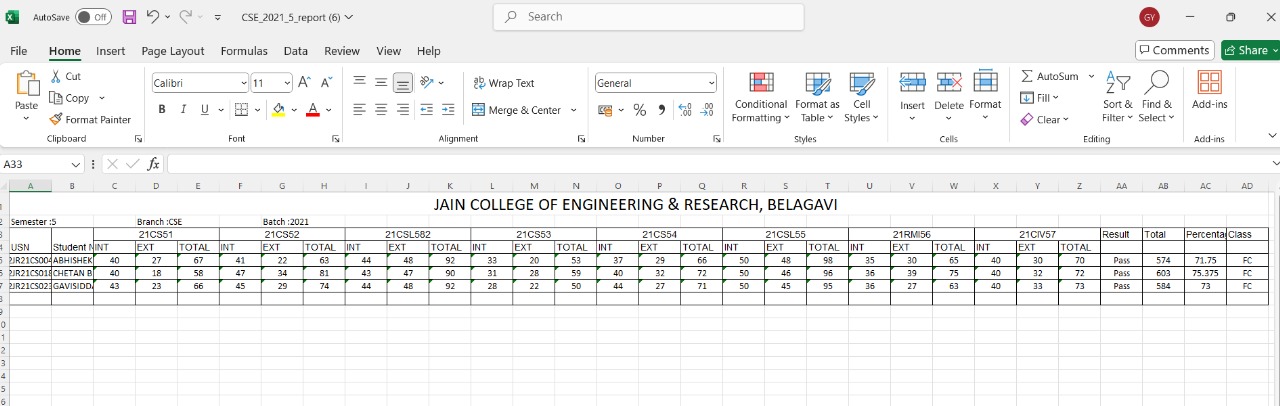 AutoSave Off CSE_2021_5_report (6) Search GY
File Home Insert Page Layout Formulas Data Review View Help Comments Share
Paste Cut Copy Format Painter Clipboard
Calibri 11 A A B I U A Font
Wrap Text Merge & Center Alignment
General % Number
Conditional Formatting Format as Table Cell Styles Styles
Insert Delete Format Cells
AutoSum Fill Clear Sort & Filter Find & Select Editing
Add-ins Add-ins
A33 fx
A B C D E F G H I J K L M N O P Q R S T U V W X Y Z AA AB AC AD
JAIN COLLEGE OF ENGINEERING & RESEARCH, BELAGAVI
Semester :5 Branch :CSE Batch :2021
21CS51 21CS52 21CSL582 21CS53 21CS54 21CSL55 21RMI56 21CIV57 Result Total Percenta Class
USN Student N INT EXT TOTAL INT EXT TOTAL INT EXT TOTAL INT EXT TOTAL INT EXT TOTAL INT EXT TOTAL INT EXT TOTAL INT EXT TOTAL
2JR21CS004 ABHISHEK 40 27 67 41 22 63 44 48 92 33 20 53 37 29 66 50 48 98 35 30 65 40 30 70 Pass 574 71.75 FC
2JR21CS018 CHETAN B 40 18 58 47 34 81 43 47 90 31 28 59 40 32 72 50 46 96 36 39 75 40 32 72 Pass 603 75.375 FC
2JR21CS023 GAVISIDD 43 23 66 45 29 74 44 48 92 28 22 50 44 27 71 50 45 95 36 27 63 40 33 73 Pass 584 73 FC